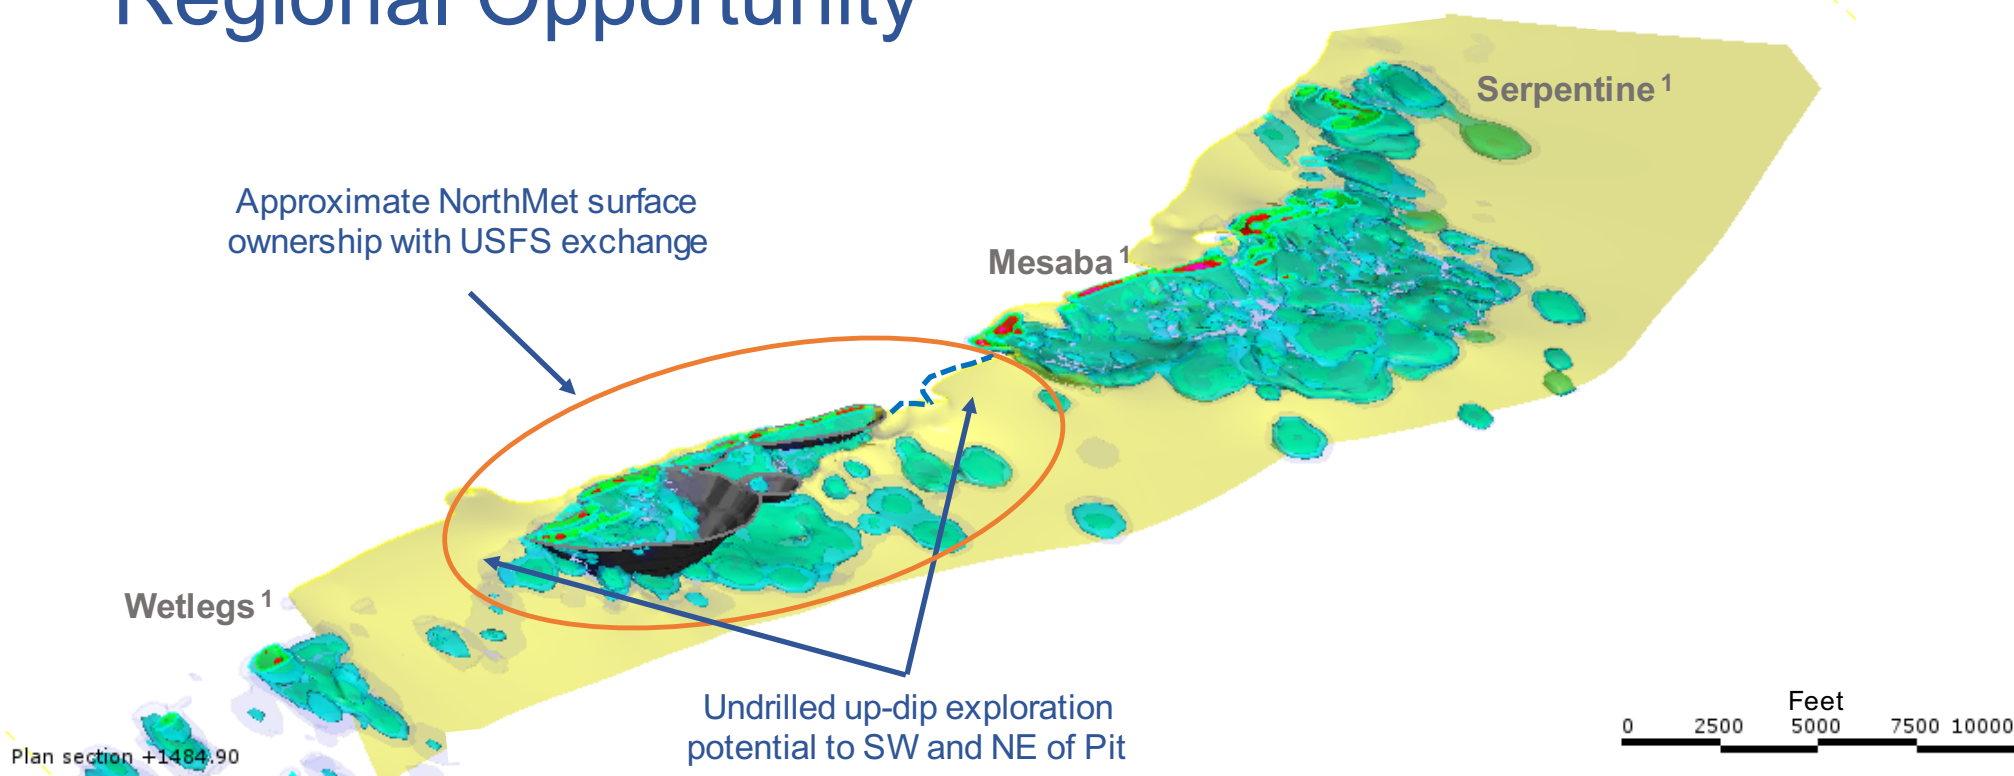 Regional Opportunity
Serpentine 1
Approximate NorthMet surface
ownership with USFS exchange
Mesaba 1
Wetlegs 1
Undrilled up-dip exploration
potential to SW and NE of Pit
Feet
0 2500 5000 7500 10000
Plan section +1484.90